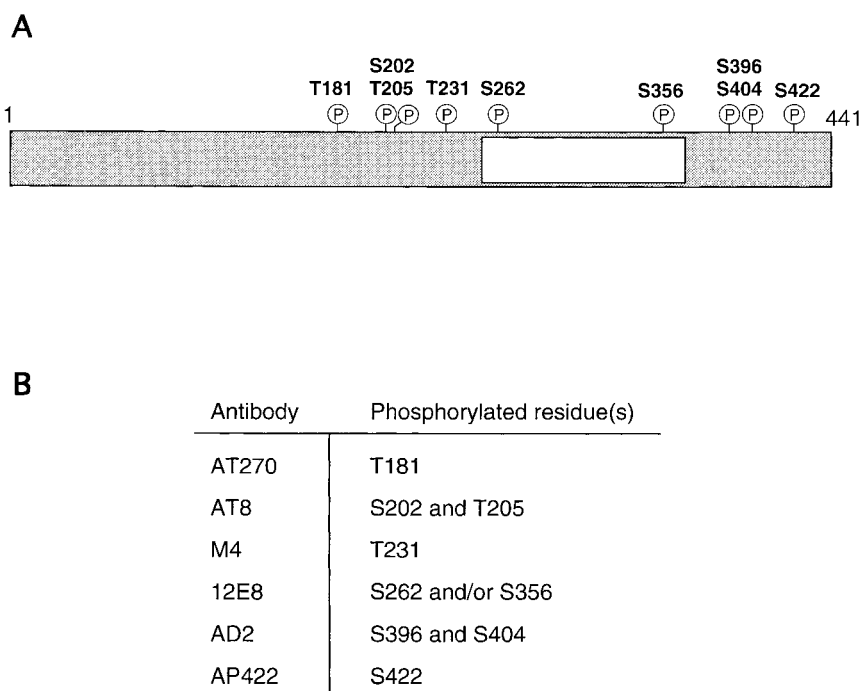 A
S202 S396
T181 T205 T231 S262 S356 S404 S422
1 P P P P P P P P P 441
B
Antibody Phosphorylated residue(s)
AT270 T181
AT8 S202 and T205
M4 T231
12E8 S262 and/or S356
AD2 S396 and S404
AP422 S422